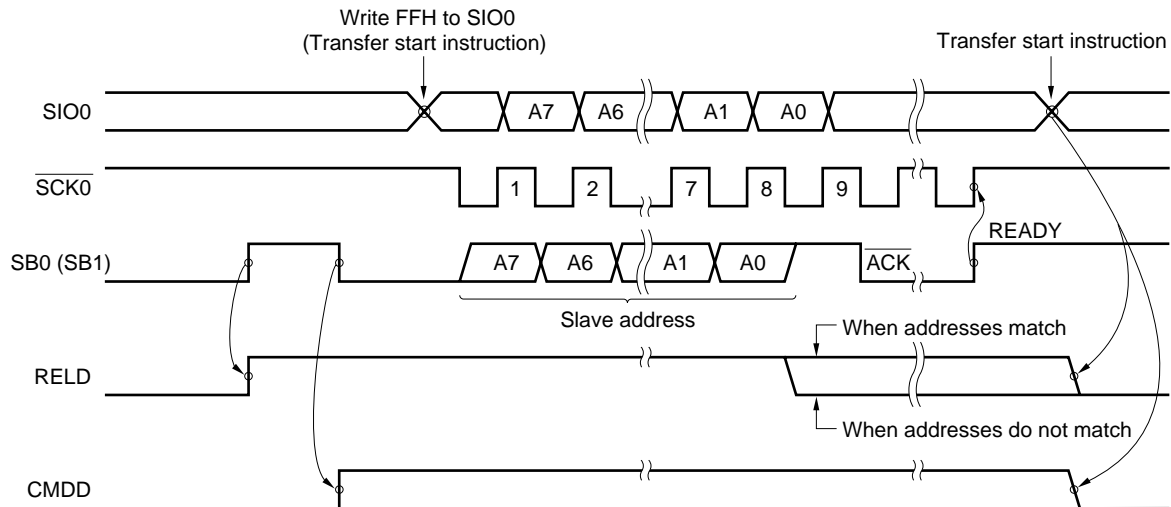 Write FFH to SIO0
(Transfer start instruction)
Transfer start instruction
SIO0
A7 A6 A1 A0
SCK0
1 2 7 8 9
READY
SB0 (SB1)
A7 A6 A1 A0 ACK
Slave address
When addresses match
RELD
When addresses do not match
CMDD